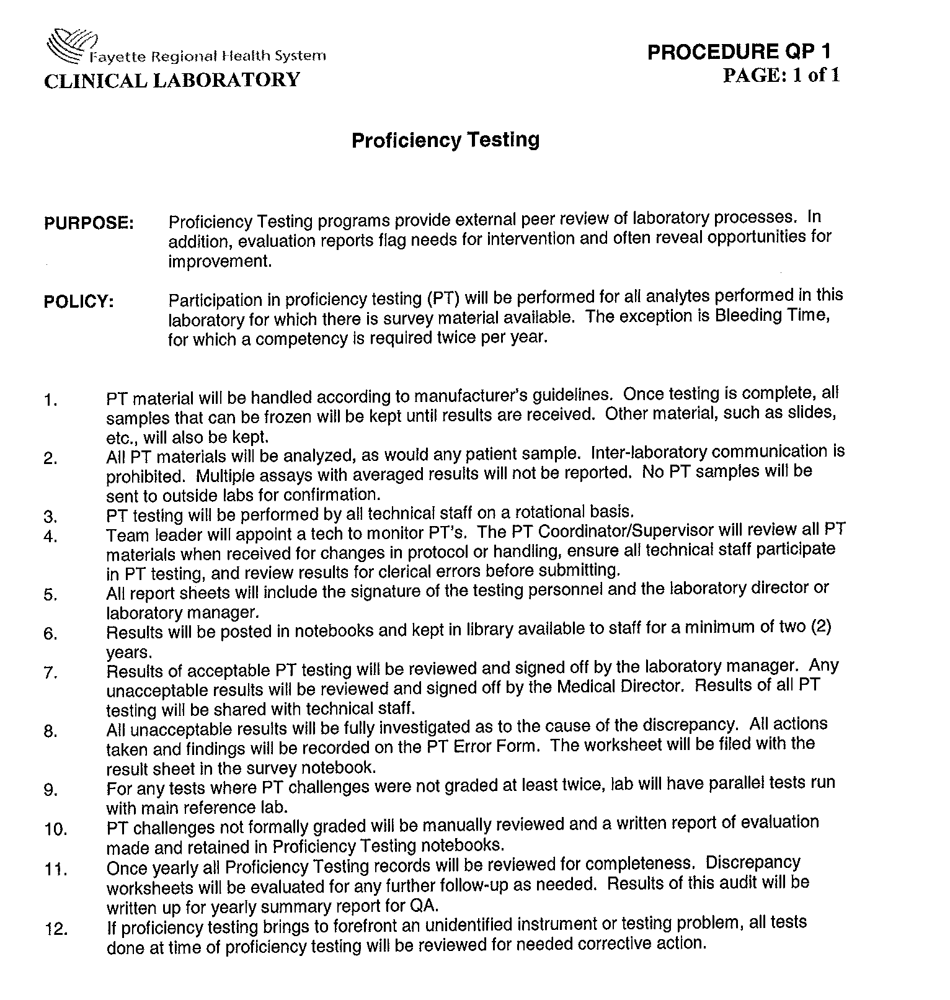 Fayette Regional Health System
CLINICAL LABORATORY
PROCEDURE QP 1
PAGE: 1 of 1
Proficiency Testing
PURPOSE: Proficiency Testing programs provide external peer review of laboratory processes. In
addition, evaluation reports flag needs for intervention and often reveal opportunities for
improvement.
POLICY: Participation in proficiency testing (PT) will be performed for all analytes performed in this
laboratory for which there is survey material available. The exception is Bleeding Time,
for which a competency is required twice per year.
1. PT material will be handled according to manufacturer's guidelines. Once testing is complete, all
samples that can be frozen will be kept until results are received. Other material, such as slides,
etc., will also be kept.
2. All PT materials will be analyzed, as would any patient sample. Inter-laboratory communication is
prohibited. Multiple assays with averaged results will not be reported. No PT samples will be
sent to outside labs for confirmation.
3. PT testing will be performed by all technical staff on a rotational basis.
4. Team leader will appoint a tech to monitor PT's. The PT Coordinator/Supervisor will review all PT
materials when received for changes in protocol or handling, ensure all technical staff participate
in PT testing, and review results for clerical errors before submitting.
5. All report sheets will include the signature of the testing personnel and the laboratory director or
laboratory manager.
6. Results will be posted in notebooks and kept in library available to staff for a minimum of two (2)
years.
7. Results of acceptable PT testing will be reviewed and signed off by the laboratory manager. Any
unacceptable results will be reviewed and signed off by the Medical Director. Results of all PT
testing will be shared with technical staff.
8. All unacceptable results will be fully investigated as to the cause of the discrepancy. All actions
taken and findings will be recorded on the PT Error Form. The worksheet will be filed with the
result sheet in the survey notebook.
9. For any tests where PT challenges were not graded at least twice, lab will have parallel tests run
with main reference lab.
10. PT challenges not formally graded will be manually reviewed and a written report of evaluation
made and retained in Proficiency Testing notebooks.
11. Once yearly all Proficiency Testing records will be reviewed for completeness. Discrepancy
worksheets will be evaluated for any further follow-up as needed. Results of this audit will be
written up for yearly summary report for QA.
12. If proficiency testing brings to forefront an unidentified instrument or testing problem, all tests
done at time of proficiency testing will be reviewed for needed corrective action.